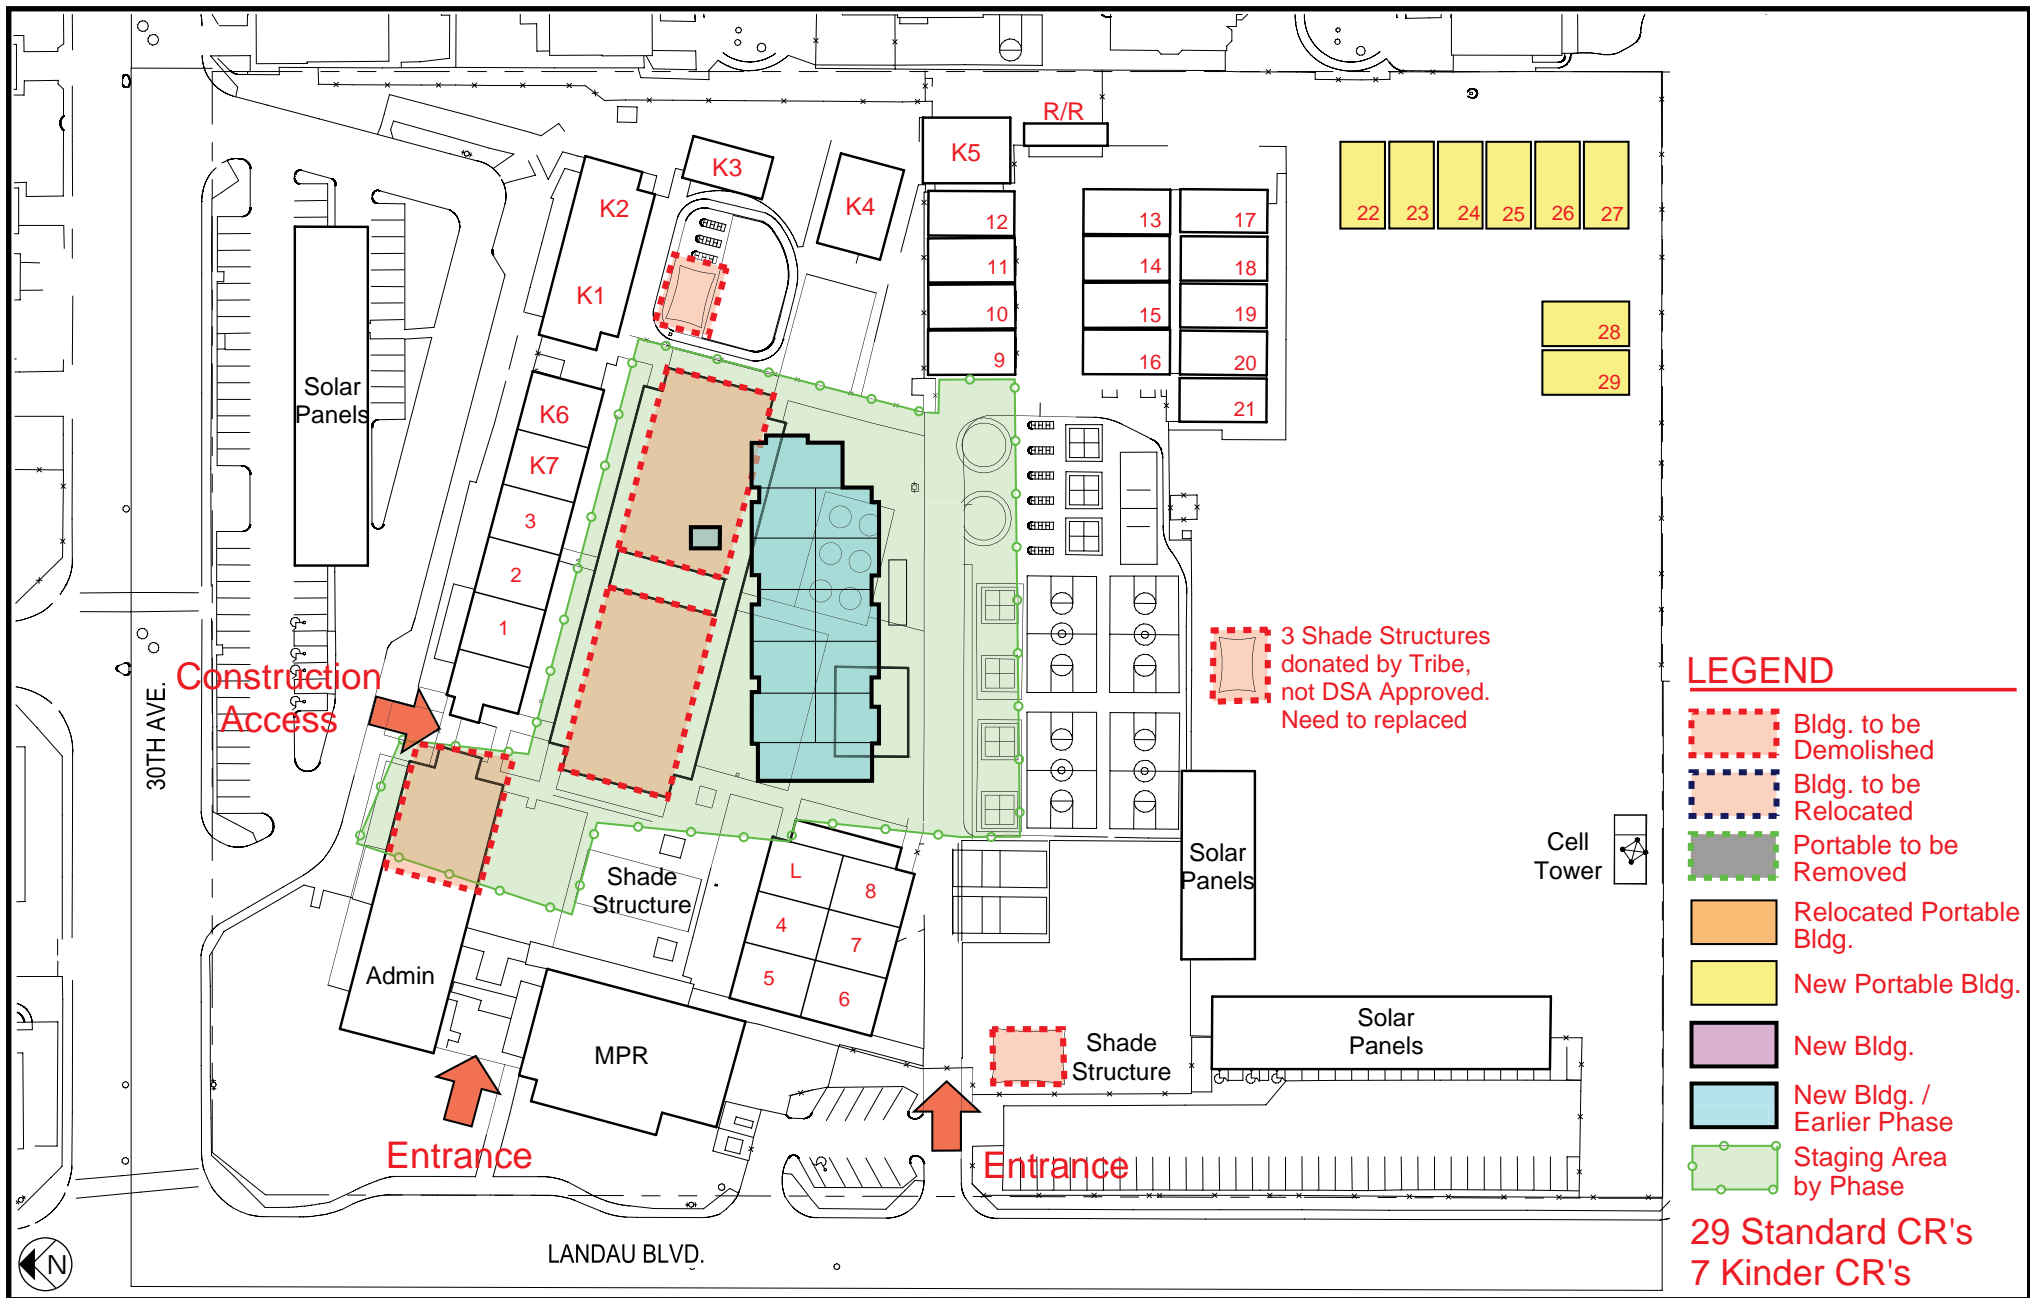 R/R
K5
K3
K2
K4
K1
12
11
10
9
13
14
15
16
17
18
19
20
21
22
23
24
25
26
27
28
29
Solar
Panels
K6
K7
3
2
1
Construction
Access
30TH AVE.
3 Shade Structures
donated by Tribe,
not DSA Approved.
Need to replaced
Shade
Structure
L
8
4
7
5
6
Admin
MPR
Solar
Panels
Cell
Tower
Shade
Structure
Solar
Panels
Entrance
Entrance
LANDAU BLVD.
N
LEGEND
Bldg. to be
Demolished
Bldg. to be
Relocated
Portable to be
Removed
Relocated Portable
Bldg.
New Portable Bldg.
New Bldg.
New Bldg. /
Earlier Phase
Staging Area
by Phase
29 Standard CR's
7 Kinder CR's